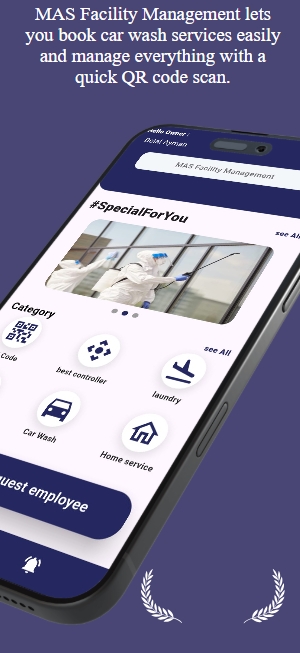 MAS Facility Management lets
you book car wash services easily
and manage everything with a
quick QR code scan.
Hello Owner :
Ayman
MAS Facility Management
#SpecialForYou
see All
Category
see All
Code
best controller
laundry
Car Wash
Home service
uest employee